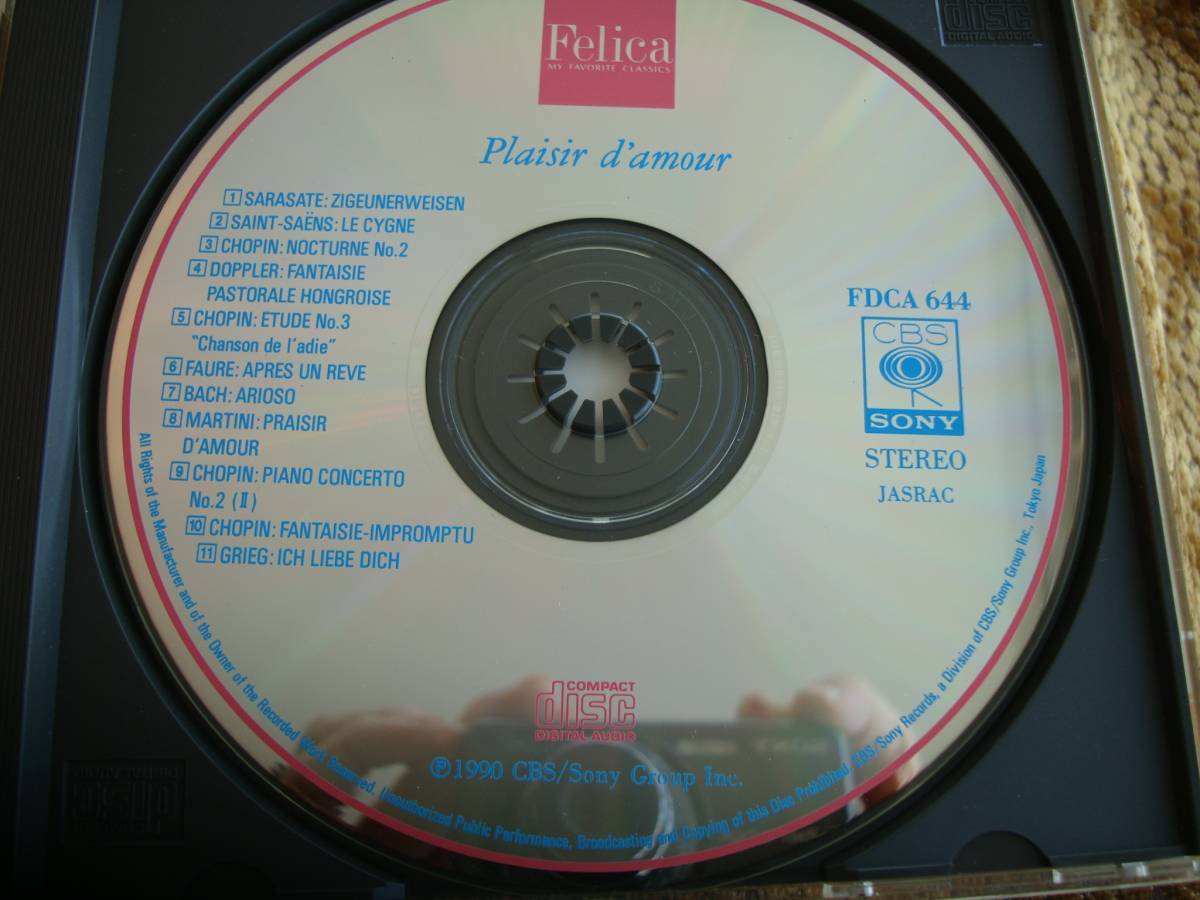 Felica
MY FAVORITE CLASSICS
Plaisir d'amour
1 SARASATE: ZIGEUNERWEISEN
2 SAINT-SAËNS: LE CYGNE
3 CHOPIN: NOCTURNE No.2
4 DOPPLER: FANTAISIE
PASTORALE HONGROISE
5 CHOPIN: ETUDE No.3
"Chanson de l'adie"
6 FAURE: APRES UN REVE
7 BACH: ARIOSO
8 MARTINI: PRAISIR
D'AMOUR
9 CHOPIN: PIANO CONCERTO
No.2 (II)
10 CHOPIN: FANTAISIE-IMPROMPTU
11 GRIEG: ICH LIEBE DICH
FDCA 644
CBS
SONY
STEREO
JASRAC
COMPACT
disc
DIGITAL AUDIO
℗1990 CBS/Sony Group Inc.
All Rights of the Manufacturer and of the Owner of the Recorded Work Reserved. Unauthorized Public Performance, Broadcasting and Copying of this Disc Prohibited. CBS/Sony Records, a Division of CBS/Sony Group Inc., Tokyo Japan
disc
DIGITAL AUDIO